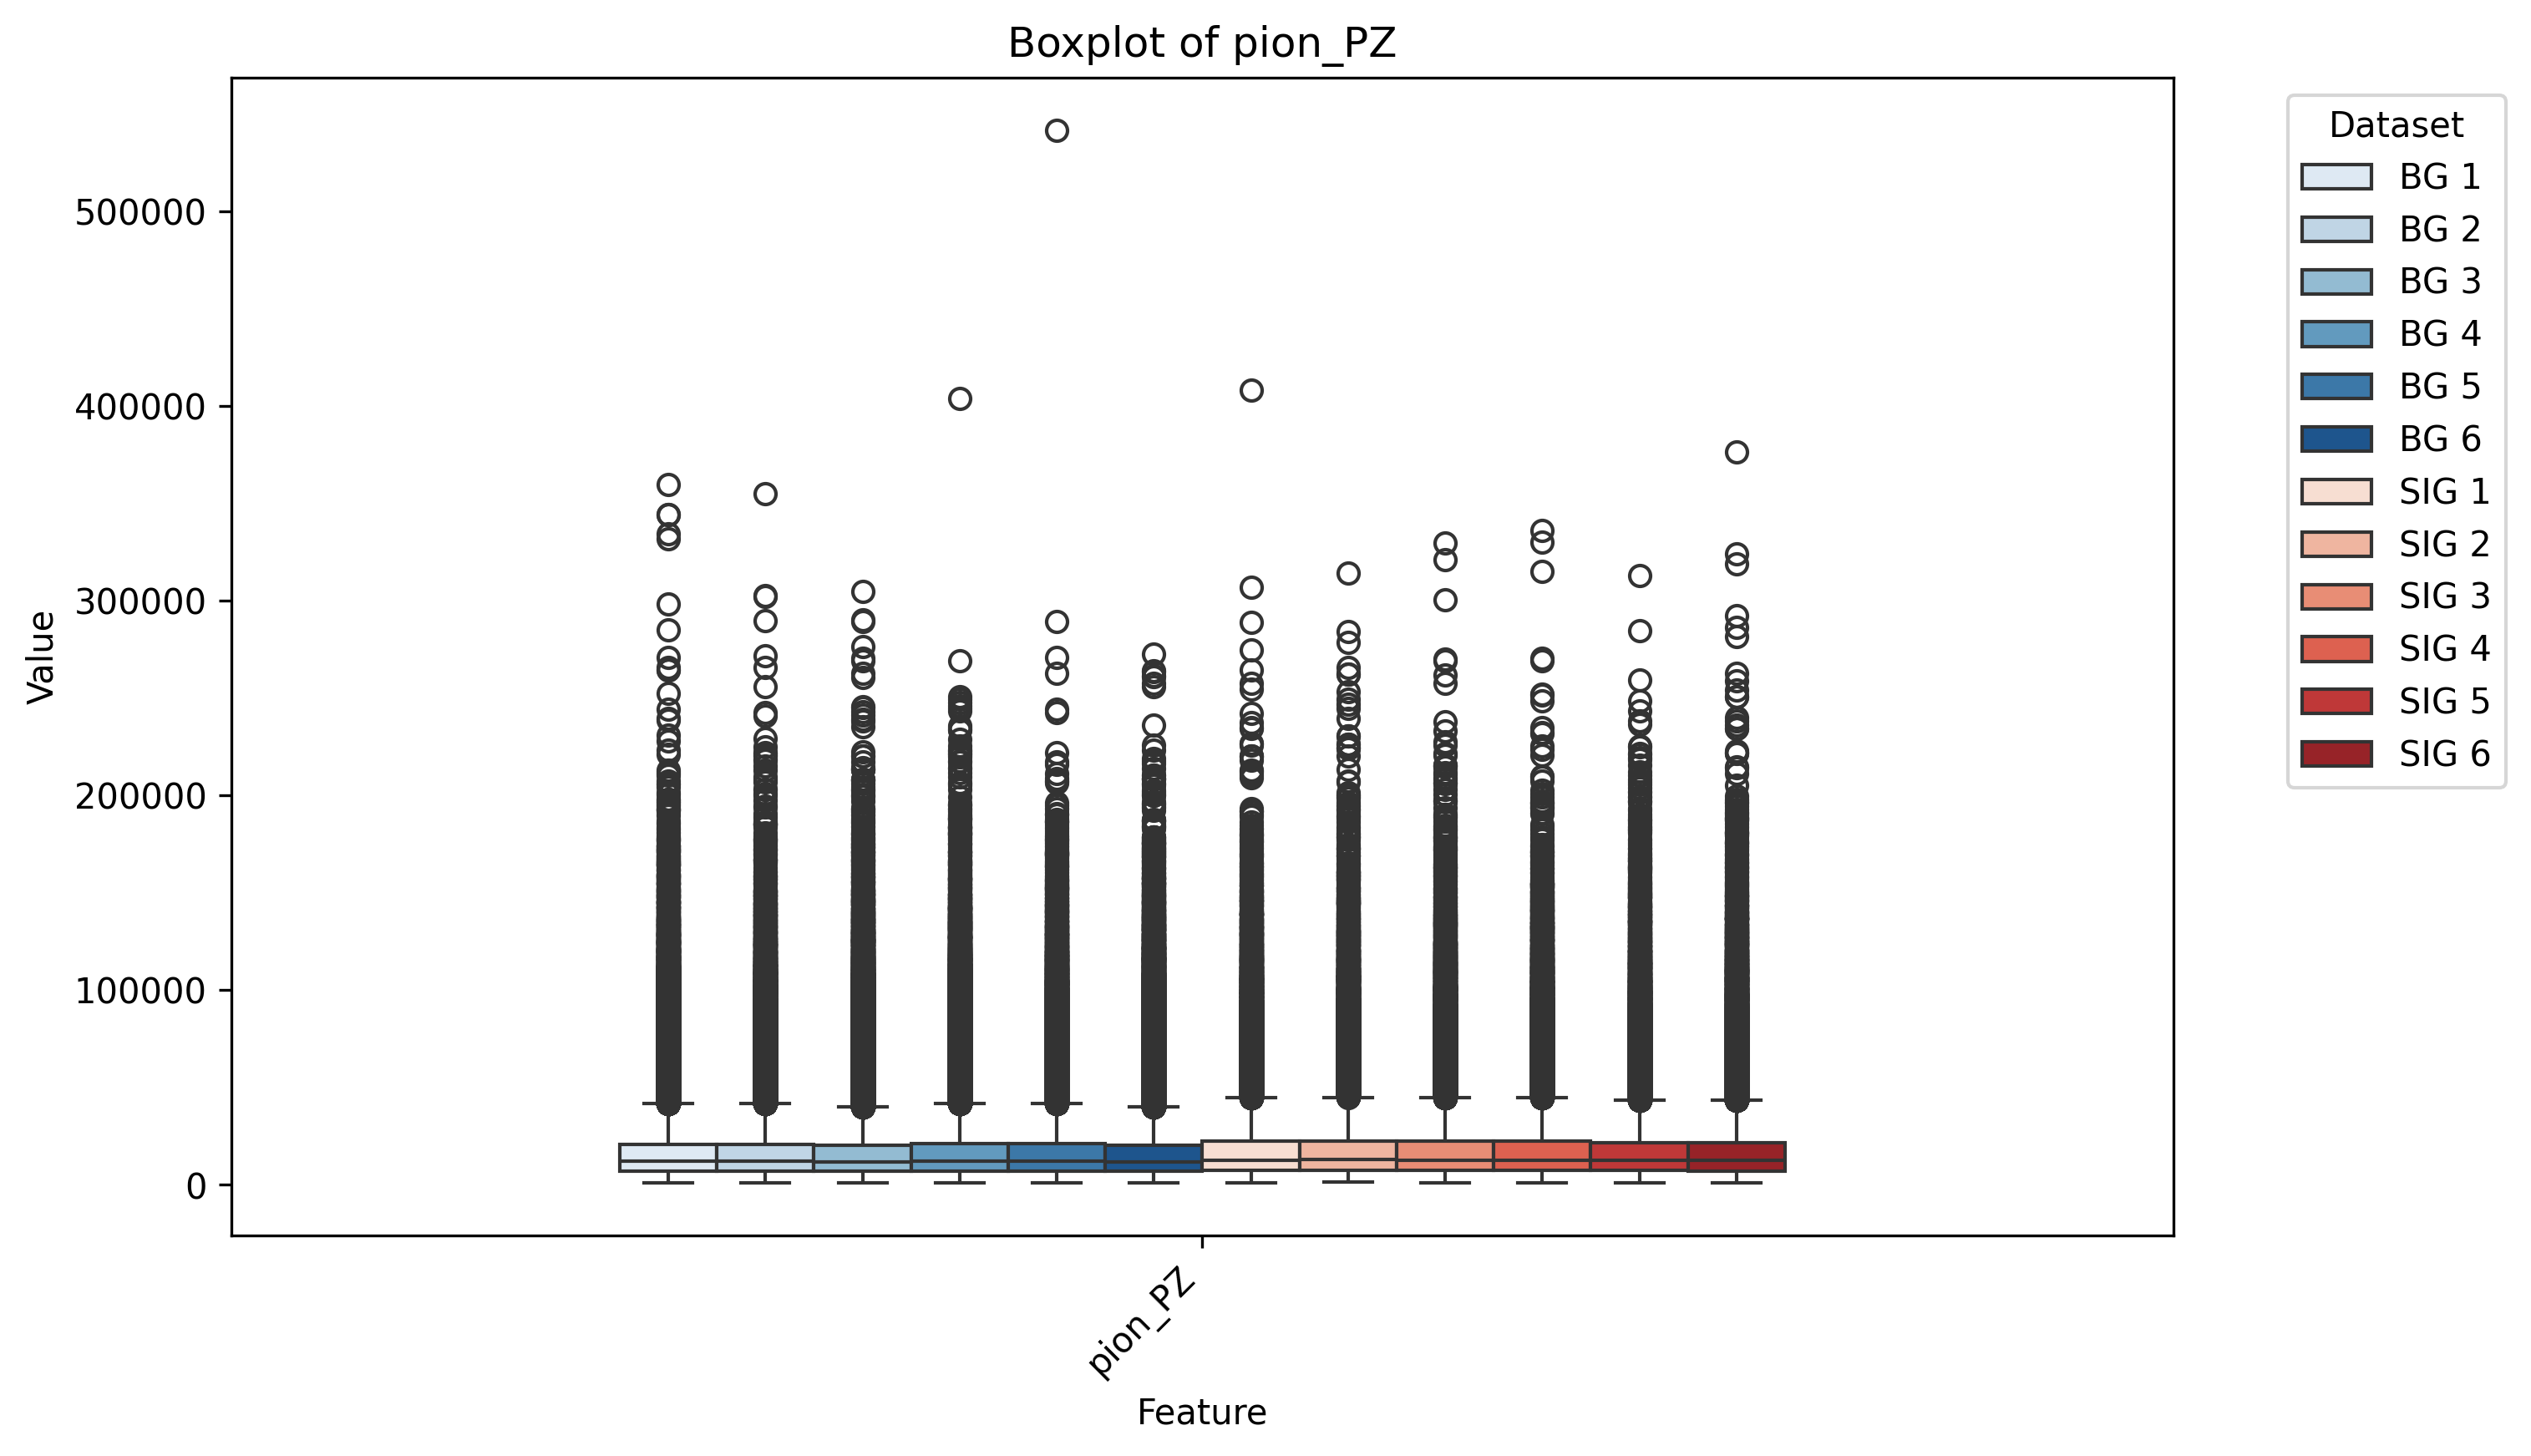 Boxplot of pion_PZ
Value
500000
400000
300000
200000
100000
0
pion_PZ
Feature
Dataset
BG 1
BG 2
BG 3
BG 4
BG 5
BG 6
SIG 1
SIG 2
SIG 3
SIG 4
SIG 5
SIG 6